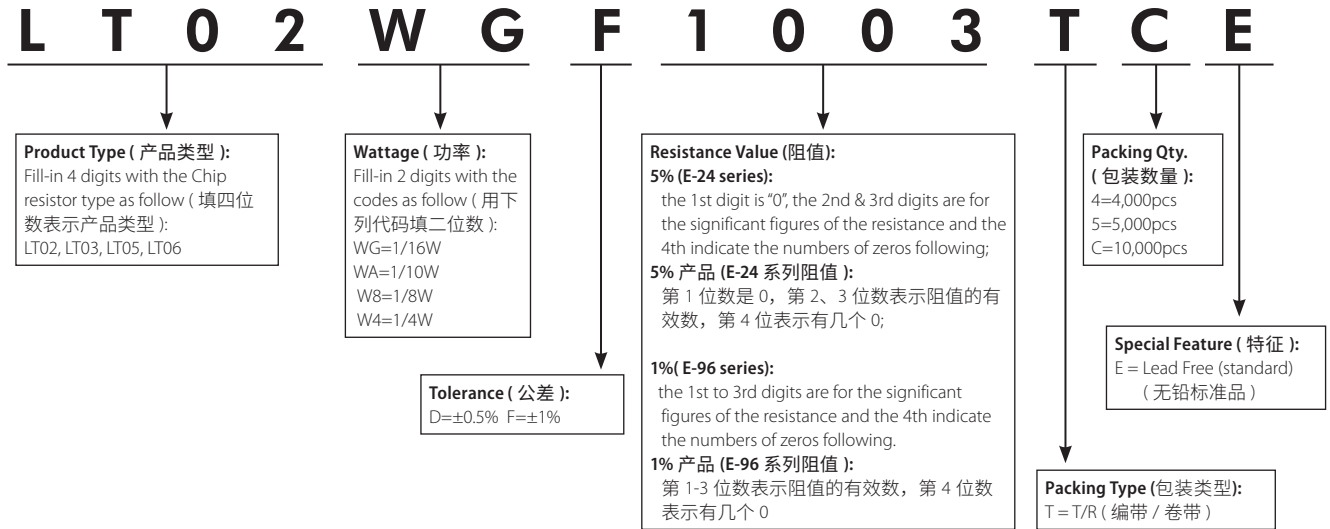 L T 0 2 W G F 1 0 0 3 T C E
Product Type ( 产品类型 ):
Fill-in 4 digits with the Chip
resistor type as follow ( 填四位
数表示产品类型 ):
LT02, LT03, LT05, LT06
Wattage ( 功率 ):
Fill-in 2 digits with the
codes as follow ( 用下
列代码填二位数 ):
WG=1/16W
WA=1/10W
W8=1/8W
W4=1/4W
Tolerance ( 公差 ):
D=±0.5% F=±1%
Resistance Value (阻值):
5% (E-24 series):
the 1st digit is “0”, the 2nd & 3rd digits are for
the significant figures of the resistance and the
4th indicate the numbers of zeros following;
5% 产品 (E-24 系列阻值 ):
第 1 位数是 0，第 2、3 位数表示阻值的有
效数，第 4 位表示有几个 0;
1%( E-96 series):
the 1st to 3rd digits are for the significant
figures of the resistance and the 4th indicate
the numbers of zeros following.
1% 产品 (E-96 系列阻值 ):
第 1-3 位数表示阻值的有效数，第 4 位数
表示有几个 0
Packing Qty.
( 包装数量 ):
4=4,000pcs
5=5,000pcs
C=10,000pcs
Special Feature ( 特征 ):
E = Lead Free (standard)
( 无铅标准品 )
Packing Type (包装类型):
T = T/R ( 编带 / 卷带 )